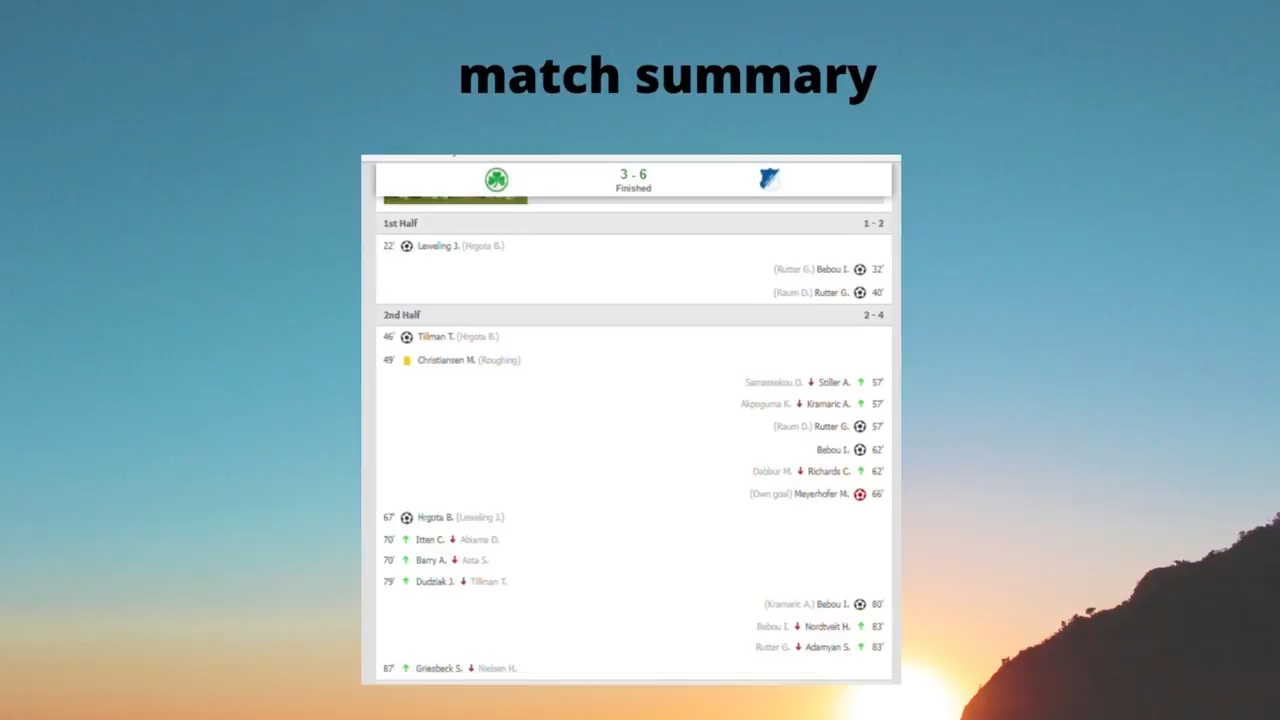 match summary
3 - 6
Finished
1st Half 1 - 2
22' Leweling J. (Hrgota B.)
(Rutter G.) Bebou I. 32'
(Raum D.) Rutter G. 40'
2nd Half 2 - 4
46' Tillman T. (Hrgota B.)
49' Christiansen M. (Roughing)
Samassekou D. Stiller A. 57'
Akpoguma K. Kramaric A. 57'
(Raum D.) Rutter G. 57'
Bebou I. 62'
Dabbur M. Richards C. 62'
(Own goal) Meyerhofer M. 66'
67' Hrgota B. (Leweling J.)
70' Itten C. Abiama D.
70' Barry A. Asta S.
79' Dudziak J. Tillman T.
(Kramaric A.) Bebou I. 80'
Bebou I. Nordtveit H. 83'
Rutter G. Adamyan S. 83'
87' Griesbeck S. Nielsen H.